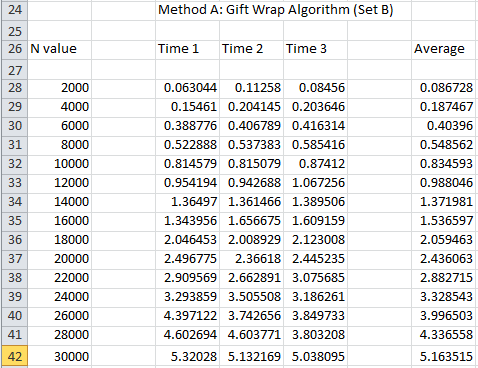 24 Method A: Gift Wrap Algorithm (Set B)
25
26 N value Time 1 Time 2 Time 3 Average
27
28 2000 0.063044 0.11258 0.08456 0.086728
29 4000 0.15461 0.204145 0.203646 0.187467
30 6000 0.388776 0.406789 0.416314 0.40396
31 8000 0.522888 0.537383 0.585416 0.548562
32 10000 0.814579 0.815079 0.87412 0.834593
33 12000 0.954194 0.942688 1.067256 0.988046
34 14000 1.36497 1.361466 1.389506 1.371981
35 16000 1.343956 1.656675 1.609159 1.536597
36 18000 2.046453 2.008929 2.123008 2.059463
37 20000 2.496775 2.36618 2.445235 2.436063
38 22000 2.909569 2.662891 3.075685 2.882715
39 24000 3.293859 3.505508 3.186261 3.328543
40 26000 4.397122 3.742656 3.849733 3.996503
41 28000 4.602694 4.603771 3.803208 4.336558
42 30000 5.32028 5.132169 5.038095 5.163515